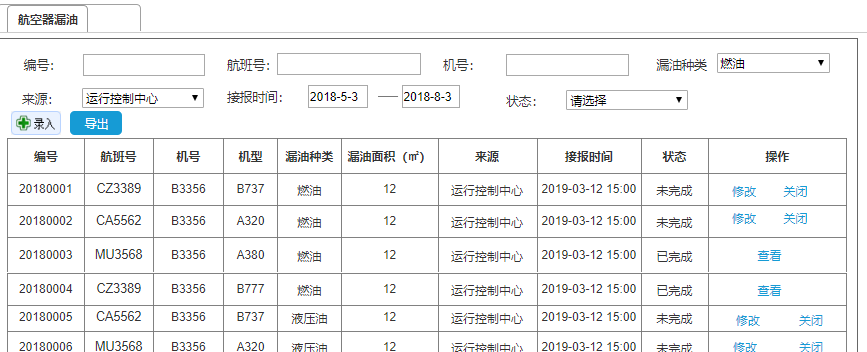 航空器漏油
编号： 航班号： 机号： 漏油种类 燃油
来源： 运行控制中心 接报时间： 2018-5-3 — 2018-8-3 状态： 请选择
录入 导出
编号 航班号 机号 机型 漏油种类 漏油面积（㎡） 来源 接报时间 状态 操作
20180001 CZ3389 B3356 B737 燃油 12 运行控制中心 2019-03-12 15:00 未完成 修改 关闭
20180002 CA5562 B3356 A320 燃油 12 运行控制中心 2019-03-12 15:00 未完成 修改 关闭
20180003 MU3568 B3356 A380 燃油 12 运行控制中心 2019-03-12 15:00 已完成 查看
20180004 CZ3389 B3356 B777 燃油 12 运行控制中心 2019-03-12 15:00 已完成 查看
20180005 CA5562 B3356 B737 液压油 12 运行控制中心 2019-03-12 15:00 未完成 修改 关闭
20180006 MU3568 B3356 A320 燃油 12 运行控制中心 2019-03-12 15:00 未完成 修改 关闭